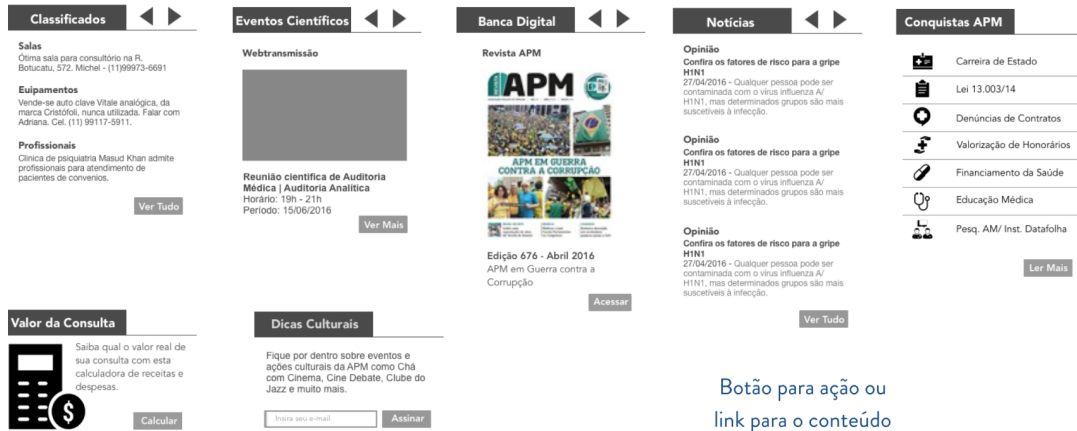 Classificados
Salas
Ótima sala para consultório na R.
Botucatu, 572. Michel - (11)99973-6691
Euipamentos
Vende-se auto clave Vitale analógica, da
marca Cristófoli, nunca utilizada. Falar com
Adriana. Cel. (11) 99117-5911.
Profissionais
Clinica de psiquiatria Masud Khan admite
profissionais para atendimento de
pacientes de convenios.
Ver Tudo
Eventos Científicos
Webtransmissão
Reunião cientifica de Auditoria
Médica | Auditoria Analítica
Horário: 19h - 21h
Período: 15/06/2016
Ver Mais
Banca Digital
Revista APM
REVISTA
APM
APM EM GUERRA
CONTRA A CORRUPÇÃO
Edição 676 - Abril 2016
APM em Guerra contra a
Corrupção
Acessar
Notícias
Opinião
Confira os fatores de risco para a gripe
H1N1
27/04/2016 - Qualquer pessoa pode ser
contaminada com o vírus influenza A/
H1N1, mas determinados grupos são mais
suscetíveis à infecção.
Opinião
Confira os fatores de risco para a gripe
H1N1
27/04/2016 - Qualquer pessoa pode ser
contaminada com o vírus influenza A/
H1N1, mas determinados grupos são mais
suscetíveis à infecção.
Opinião
Confira os fatores de risco para a gripe
H1N1
27/04/2016 - Qualquer pessoa pode ser
contaminada com o vírus influenza A/
H1N1, mas determinados grupos são mais
suscetíveis à infecção.
Ver Tudo
Conquistas APM
Carreira de Estado
Lei 13.003/14
Denúncias de Contratos
Valorização de Honorários
Financiamento da Saúde
Educação Médica
Pesq. AM/ Inst. Datafolha
Ler Mais
Valor da Consulta
Saiba qual o valor real de
sua consulta com esta
calculadora de receitas e
despesas.
$
Calcular
Dicas Culturais
Fique por dentro sobre eventos e
ações culturais da APM como Chá
com Cinema, Cine Debate, Clube do
Jazz e muito mais.
Insira seu e-mail
Assinar
Botão para ação ou
link para o conteúdo